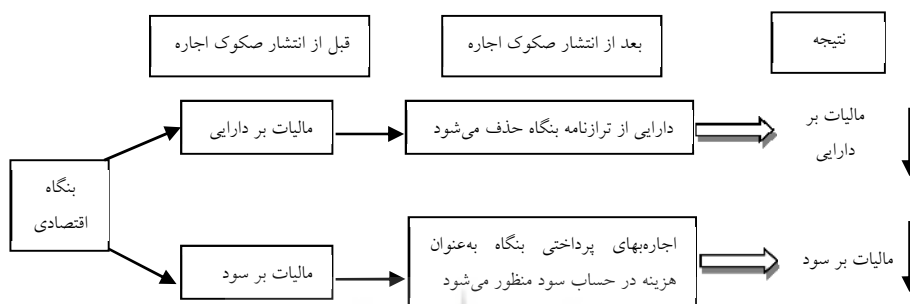 قبل از انتشار صکوک اجاره
بعد از انتشار صکوک اجاره
نتیجه
بنگاه
اقتصادی
مالیات بر دارایی
دارایی از ترازنامه بنگاه حذف می‌شود
مالیات بر
دارایی
مالیات بر سود
اجاره‌بهای پرداختی بنگاه به‌عنوان
هزینه در حساب سود منظور می‌شود
مالیات بر سود